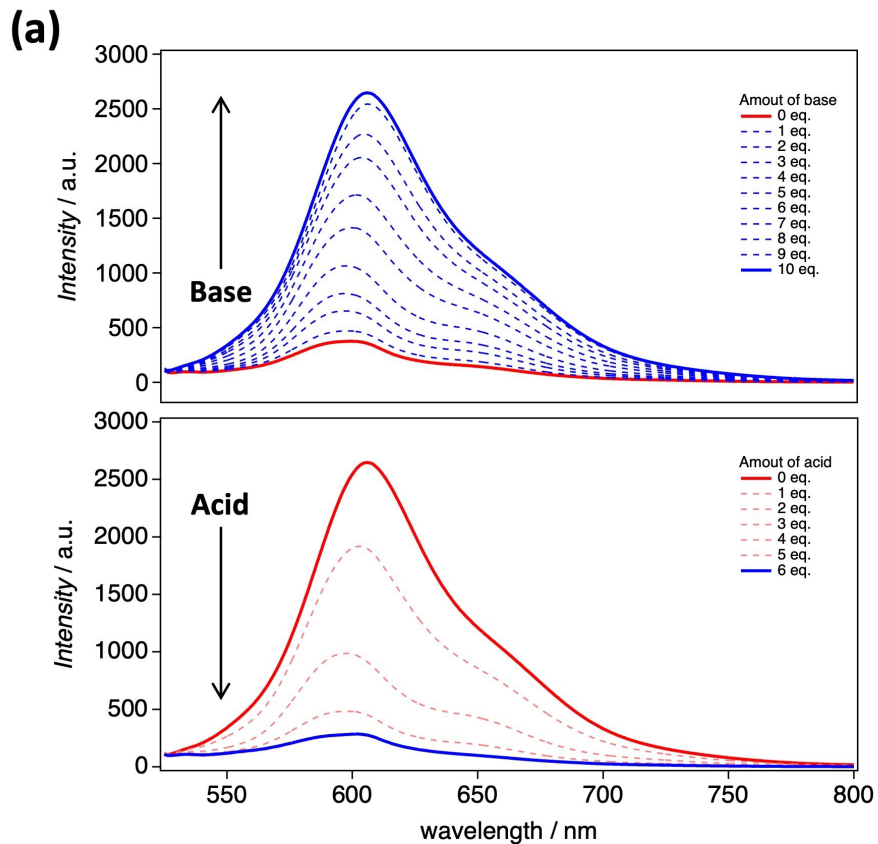 (a)
3000
2500
2000
1500
1000
500
0
Intensity / a.u.
Base
Amout of base
0 eq.
1 eq.
2 eq.
3 eq.
4 eq.
5 eq.
6 eq.
7 eq.
8 eq.
9 eq.
10 eq.
3000
2500
2000
1500
1000
500
0
Intensity / a.u.
Acid
Amout of acid
0 eq.
1 eq.
2 eq.
3 eq.
4 eq.
5 eq.
6 eq.
550 600 650 700 750 800
wavelength / nm